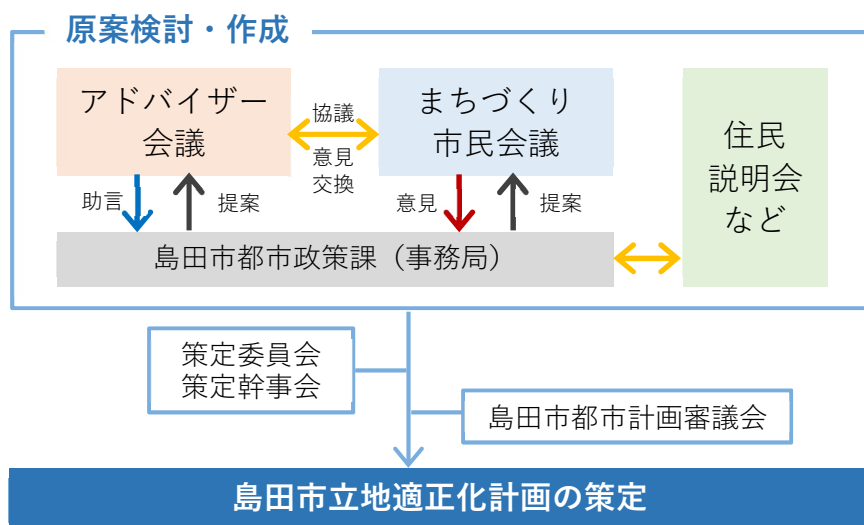 原案検討・作成
アドバイザー
会議
協議
意見
交換
まちづくり
市民会議
住民
説明会
など
助言
提案
意見
提案
島田市都市政策課（事務局）
策定委員会
策定幹事会
島田市都市計画審議会
島田市立地適正化計画の策定